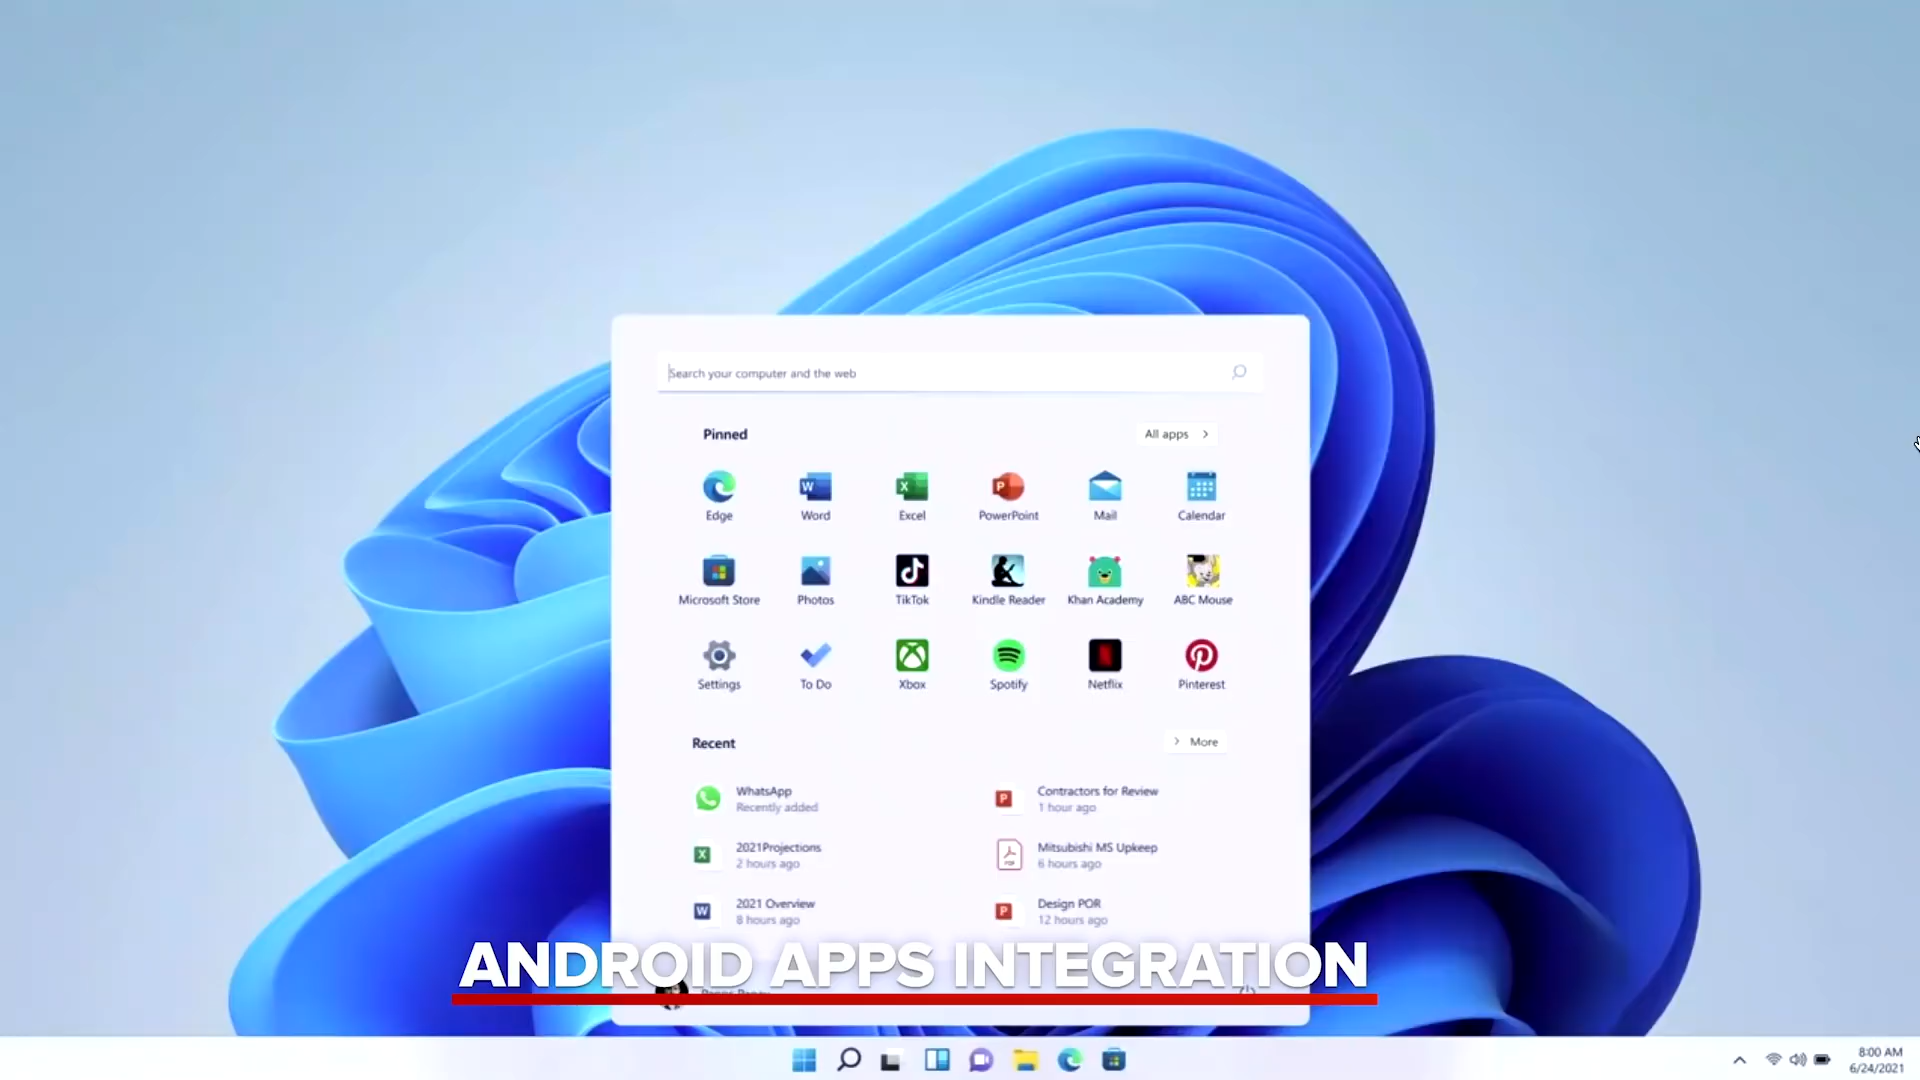 Search your computer and the web
Pinned
All apps
Edge
Word
Excel
PowerPoint
Mail
Calendar
Microsoft Store
Photos
TikTok
Kindle Reader
Khan Academy
ABC Mouse
Settings
To Do
Xbox
Spotify
Netflix
Pinterest
Recent
More
WhatsApp
Recently added
Contractors for Review
1 hour ago
2021Projections
2 hours ago
Mitsubishi MS Upkeep
6 hours ago
2021 Overview
8 hours ago
Design POR
12 hours ago
ANDROID APPS INTEGRATION
8:00 AM
6/24/2021